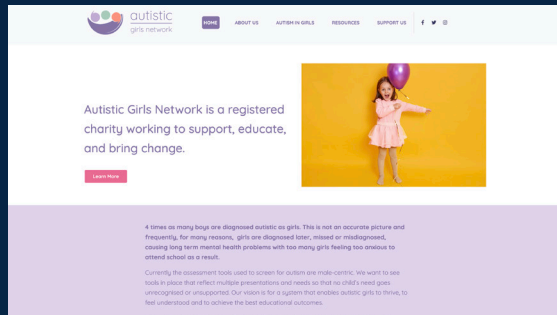 autistic
girls network
HOME ABOUT US AUTISM IN GIRLS RESOURCES SUPPORT US
Autistic Girls Network is a registered
charity working to support, educate,
and bring change.
Learn More
4 times as many boys are diagnosed autistic as girls. This is not an accurate picture and
frequently, for many reasons, girls are diagnosed later, missed or misdiagnosed,
causing long term mental health problems with too many girls feeling too anxious to
attend school as a result.
Currently the assessment tools used to screen for autism are male-centric. We want to see
tools in place that reflect multiple presentations and needs so that no child's need goes
unrecognised or unsupported. Our vision is for a system that enables autistic girls to thrive, to
feel understood and to achieve the best educational outcomes.